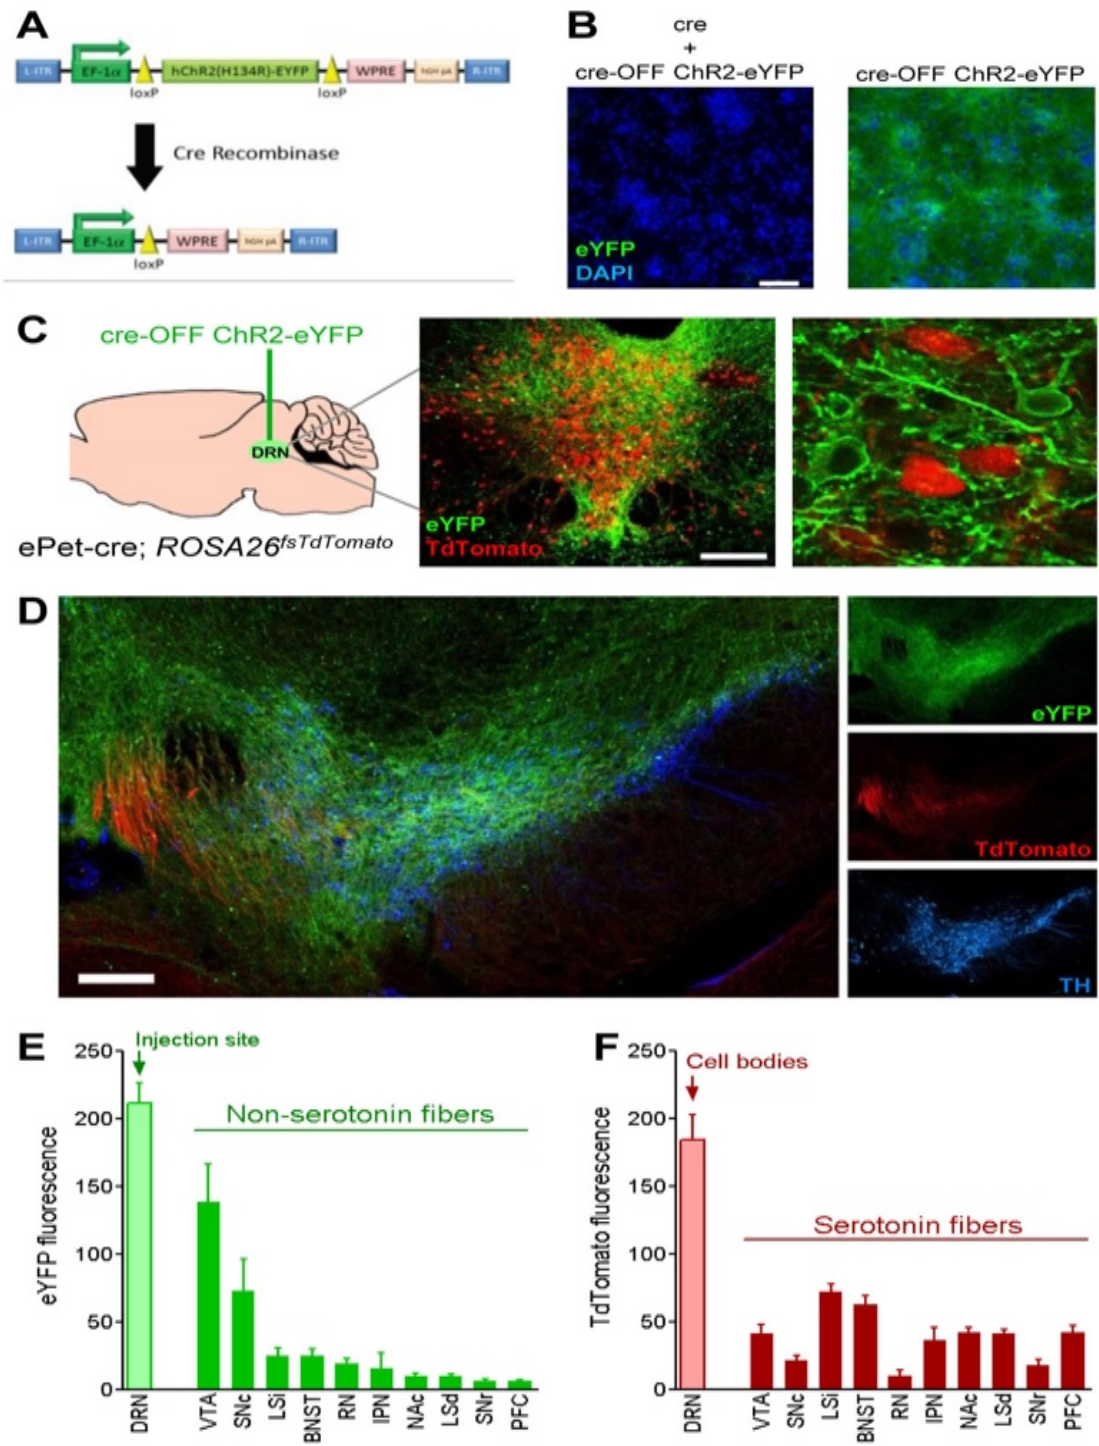 A
L-ITR EF-1α hChR2(H134R)-EYFP WPRE hGH pA R-ITR
loxP loxP
Cre Recombinase
L-ITR EF-1α WPRE hGH pA R-ITR
loxP
B
cre
+
cre-OFF ChR2-eYFP cre-OFF ChR2-eYFP
eYFP
DAPI
C
cre-OFF ChR2-eYFP
DRN
ePet-cre; ROSA26fsTdTomato
eYFP
TdTomato
D
eYFP
TdTomato
TH
E
Injection site
Non-serotonin fibers
eYFP fluorescence
250
200
150
100
50
0
DRN VTA SNc LSi BNST RN IPN NAc LSd SNr PFC
F
Cell bodies
Serotonin fibers
TdTomato fluorescence
250
200
150
100
50
0
DRN VTA SNc LSi BNST RN IPN NAc LSd SNr PFC